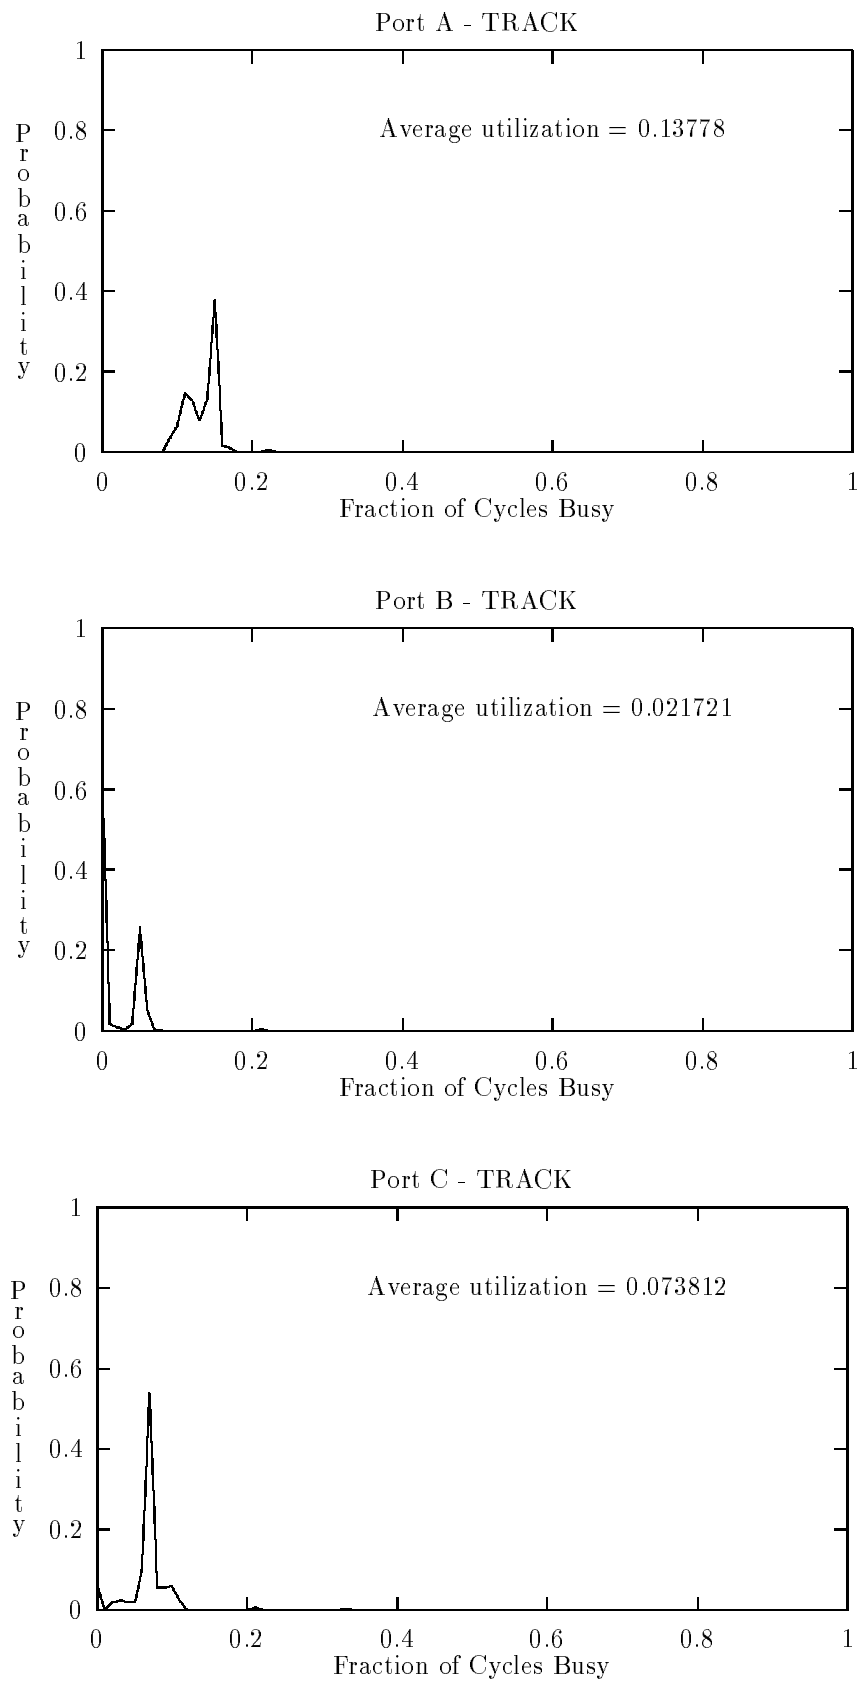 Port A - TRACK
1
Average utilization = 0.13778
0.8
0.6
0.4
0.2
0
Probability
0 0.2 0.4 0.6 0.8 1
Fraction of Cycles Busy
Port B - TRACK
1
Average utilization = 0.021721
0.8
0.6
0.4
0.2
0
Probability
0 0.2 0.4 0.6 0.8 1
Fraction of Cycles Busy
Port C - TRACK
1
Average utilization = 0.073812
0.8
0.6
0.4
0.2
0
Probability
0 0.2 0.4 0.6 0.8 1
Fraction of Cycles Busy